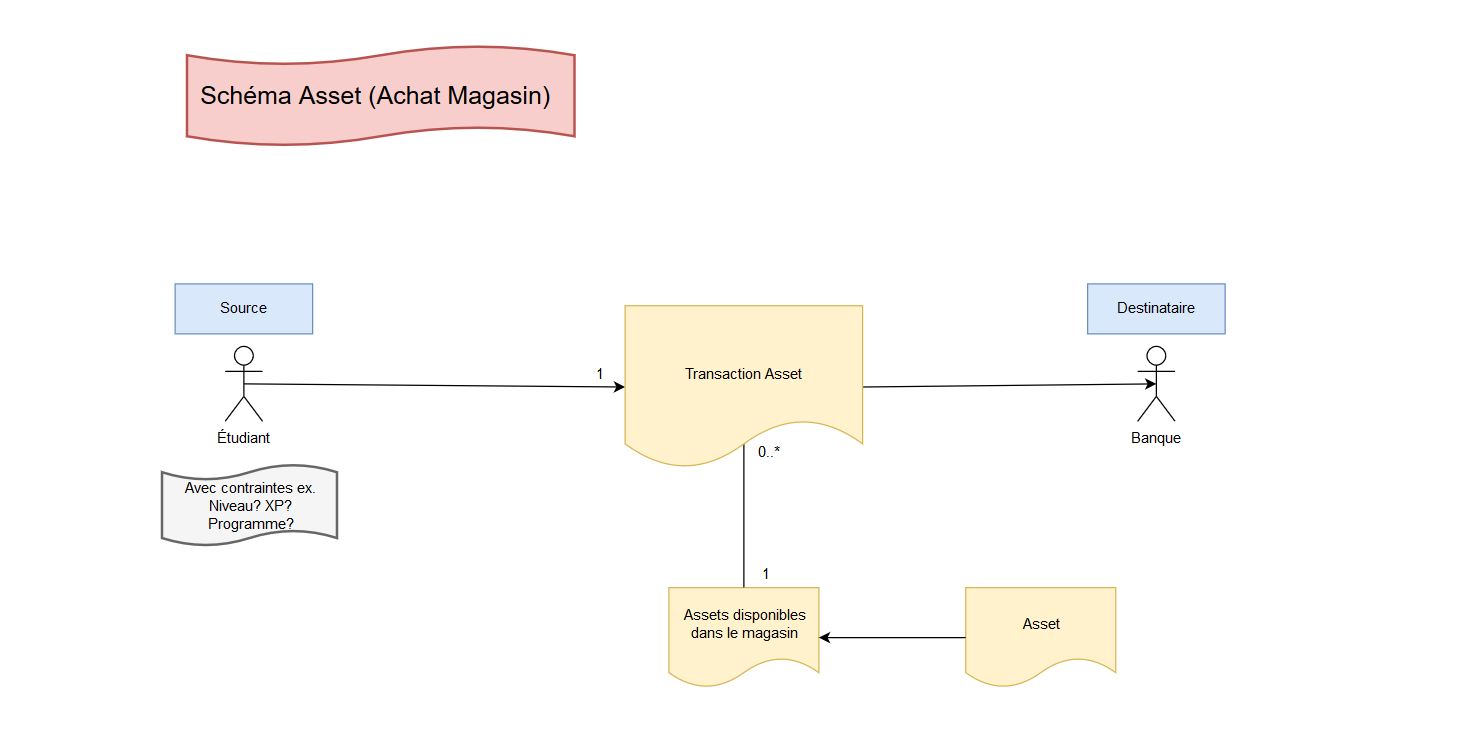 Schéma Asset (Achat Magasin)
Source
Destinataire
1
Transaction Asset
Étudiant
Banque
0..*
Avec contraintes ex.
Niveau? XP?
Programme?
1
Assets disponibles
dans le magasin
Asset